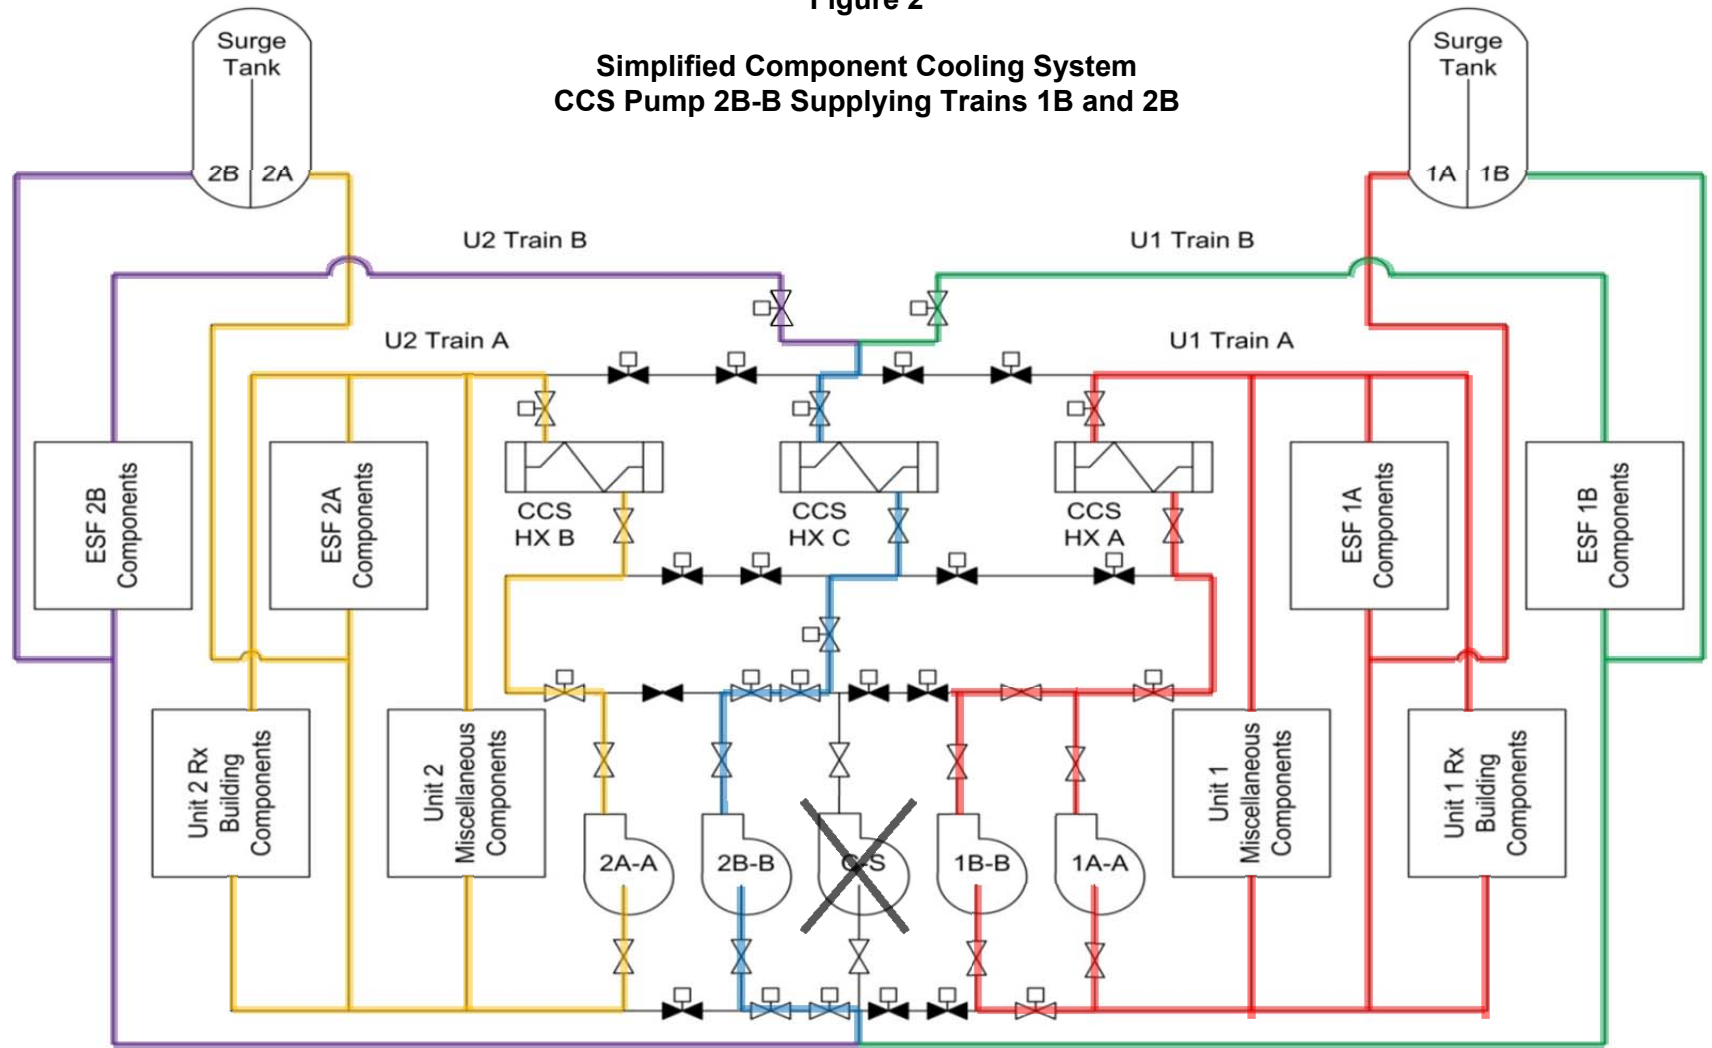 Figure 2
Simplified Component Cooling System
CCS Pump 2B-B Supplying Trains 1B and 2B
Surge
Tank
2B
2A
Surge
Tank
1A
1B
U2 Train B
U1 Train B
U2 Train A
U1 Train A
ESF 2B
Components
ESF 2A
Components
CCS
HX B
CCS
HX C
CCS
HX A
ESF 1A
Components
ESF 1B
Components
Unit 2 Rx
Building
Components
Unit 2
Miscellaneous
Components
2A-A
2B-B
C-S
1B-B
1A-A
Unit 1
Miscellaneous
Components
Unit 1 Rx
Building
Components